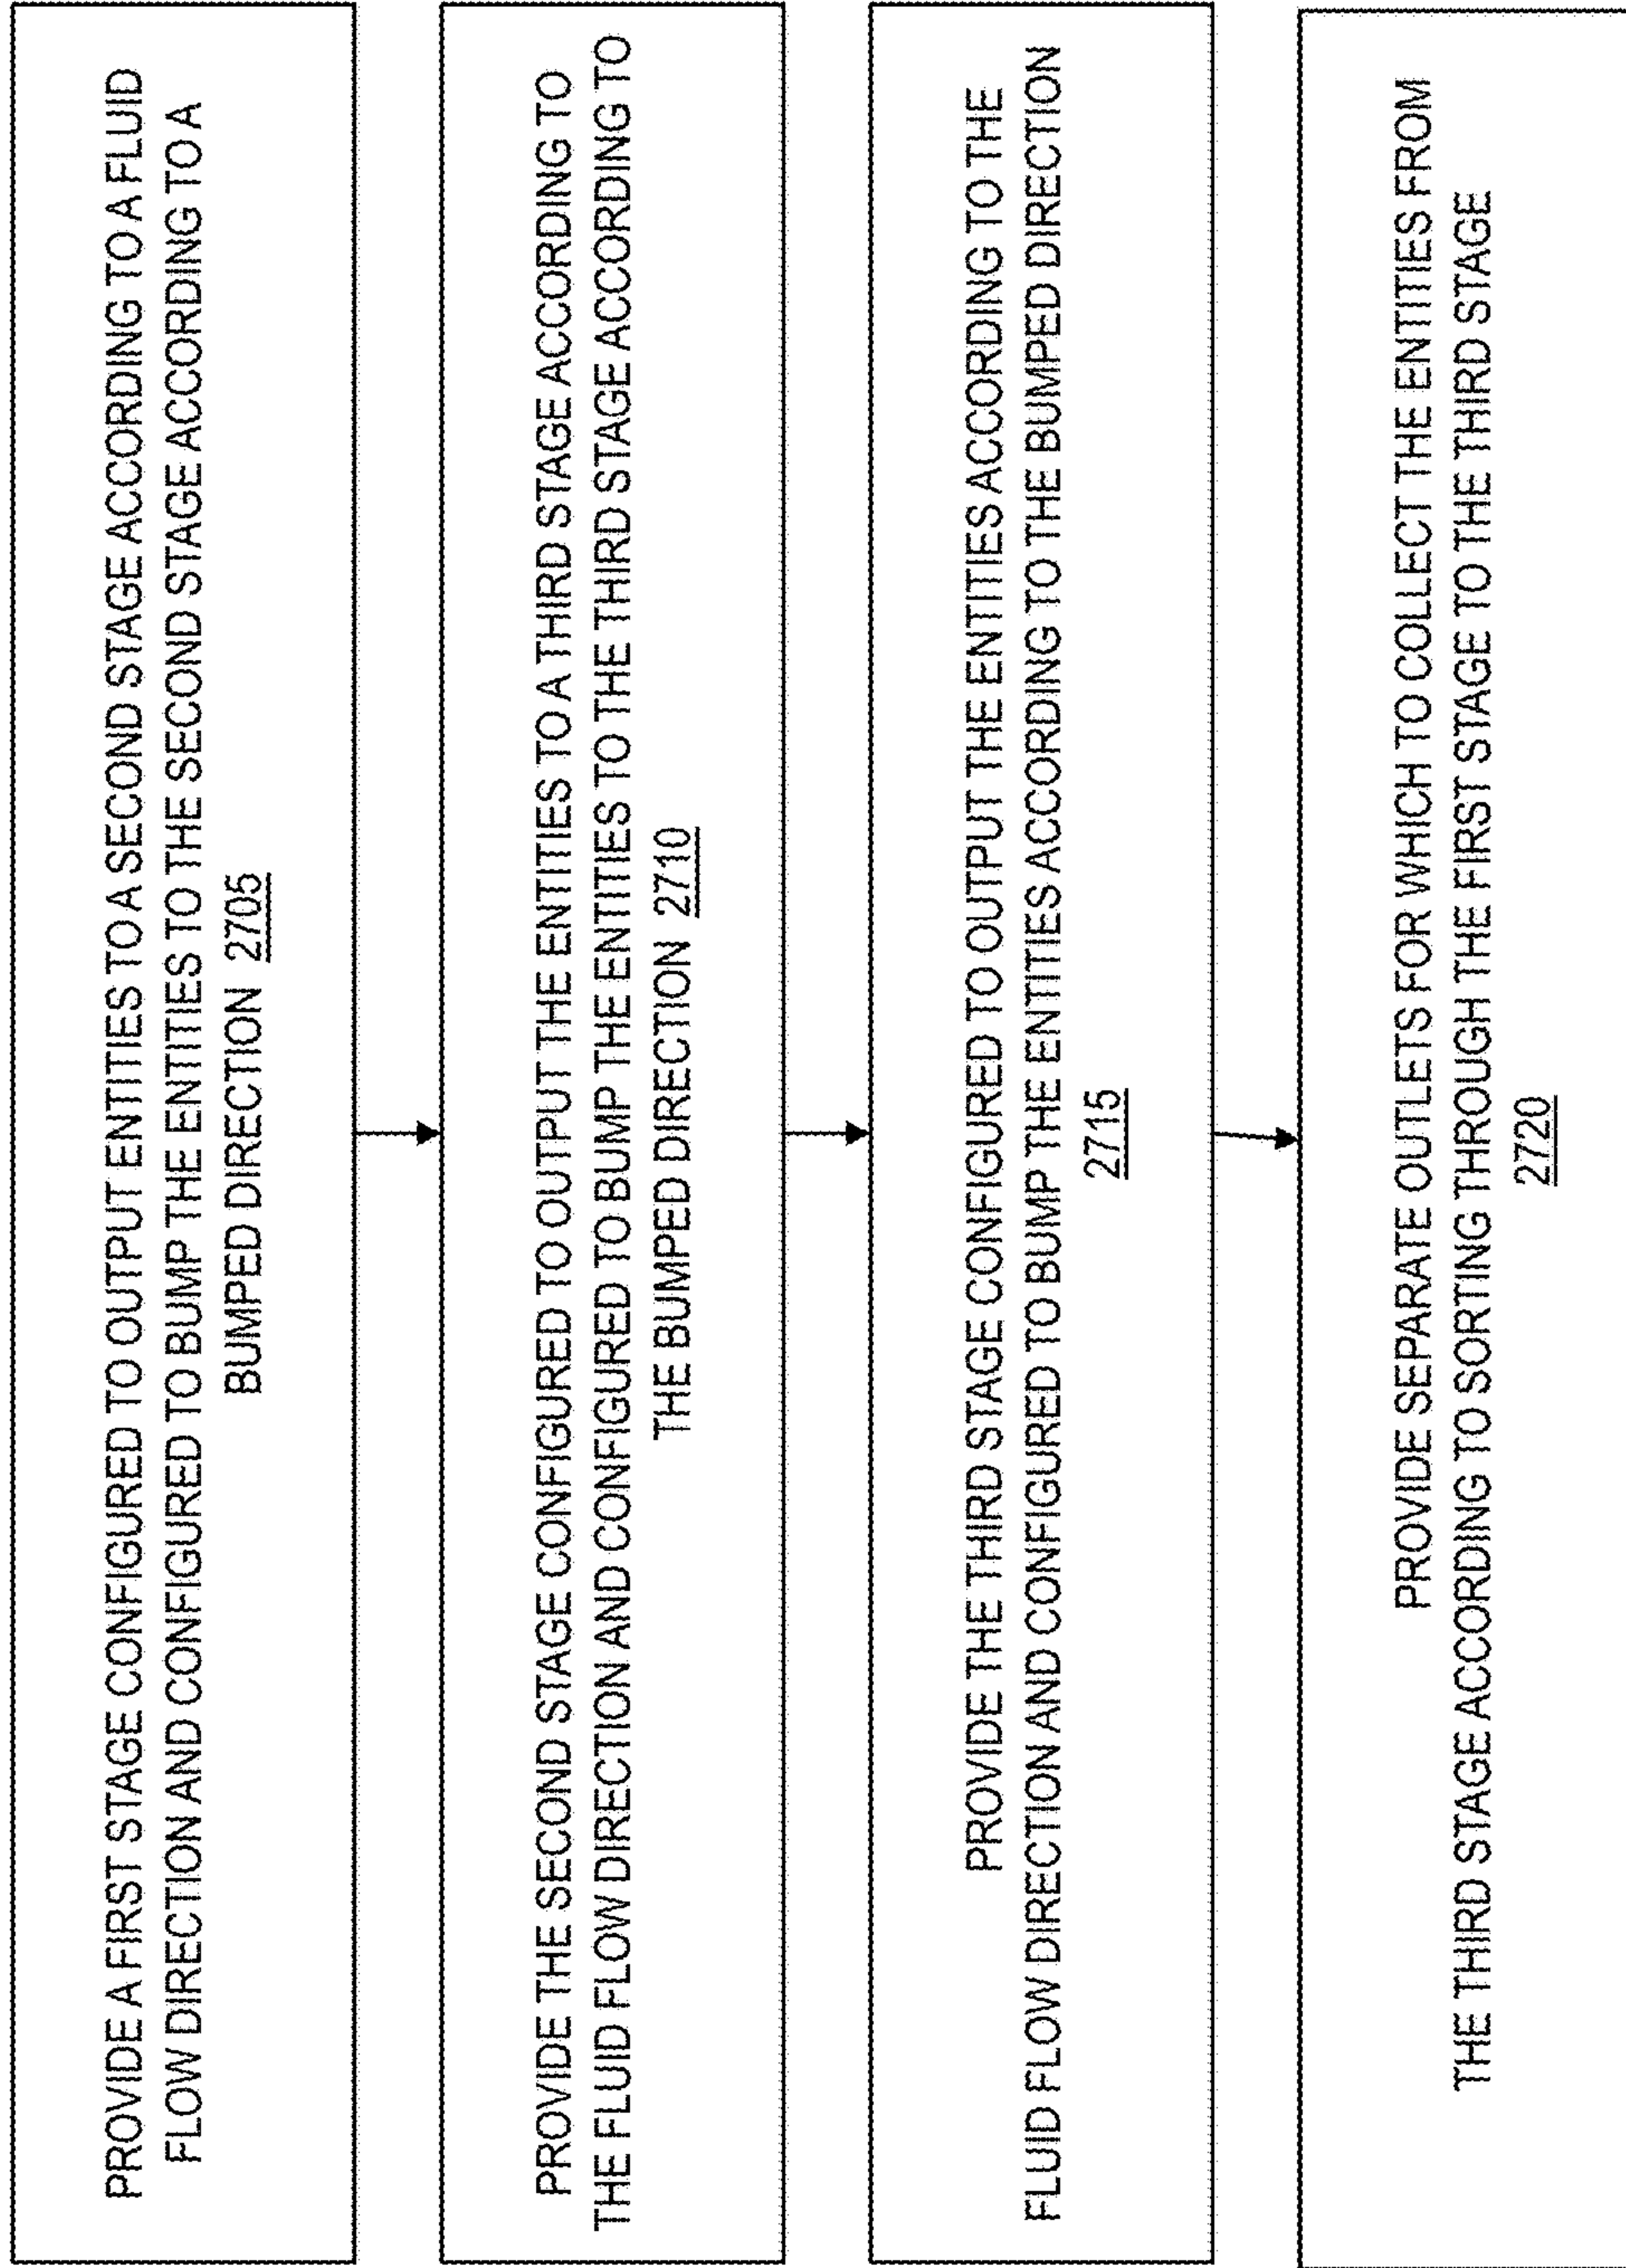 PROVIDE A FIRST STAGE CONFIGURED TO OUTPUT ENTITIES TO A SECOND STAGE ACCORDING TO A FLUID
FLOW DIRECTION AND CONFIGURED TO BUMP THE ENTITIES TO THE SECOND STAGE ACCORDING TO A
BUMPED DIRECTION 2705
PROVIDE THE SECOND STAGE CONFIGURED TO OUTPUT THE ENTITIES TO A THIRD STAGE ACCORDING TO
THE FLUID FLOW DIRECTION AND CONFIGURED TO BUMP THE ENTITIES TO THE THIRD STAGE ACCORDING TO
THE BUMPED DIRECTION 2710
PROVIDE THE THIRD STAGE CONFIGURED TO OUTPUT THE ENTITIES ACCORDING TO THE
FLUID FLOW DIRECTION AND CONFIGURED TO BUMP THE ENTITIES ACCORDING TO THE BUMPED DIRECTION
2715
PROVIDE SEPARATE OUTLETS FOR WHICH TO COLLECT THE ENTITIES FROM
THE THIRD STAGE ACCORDING TO SORTING THROUGH THE FIRST STAGE TO THE THIRD STAGE
2720